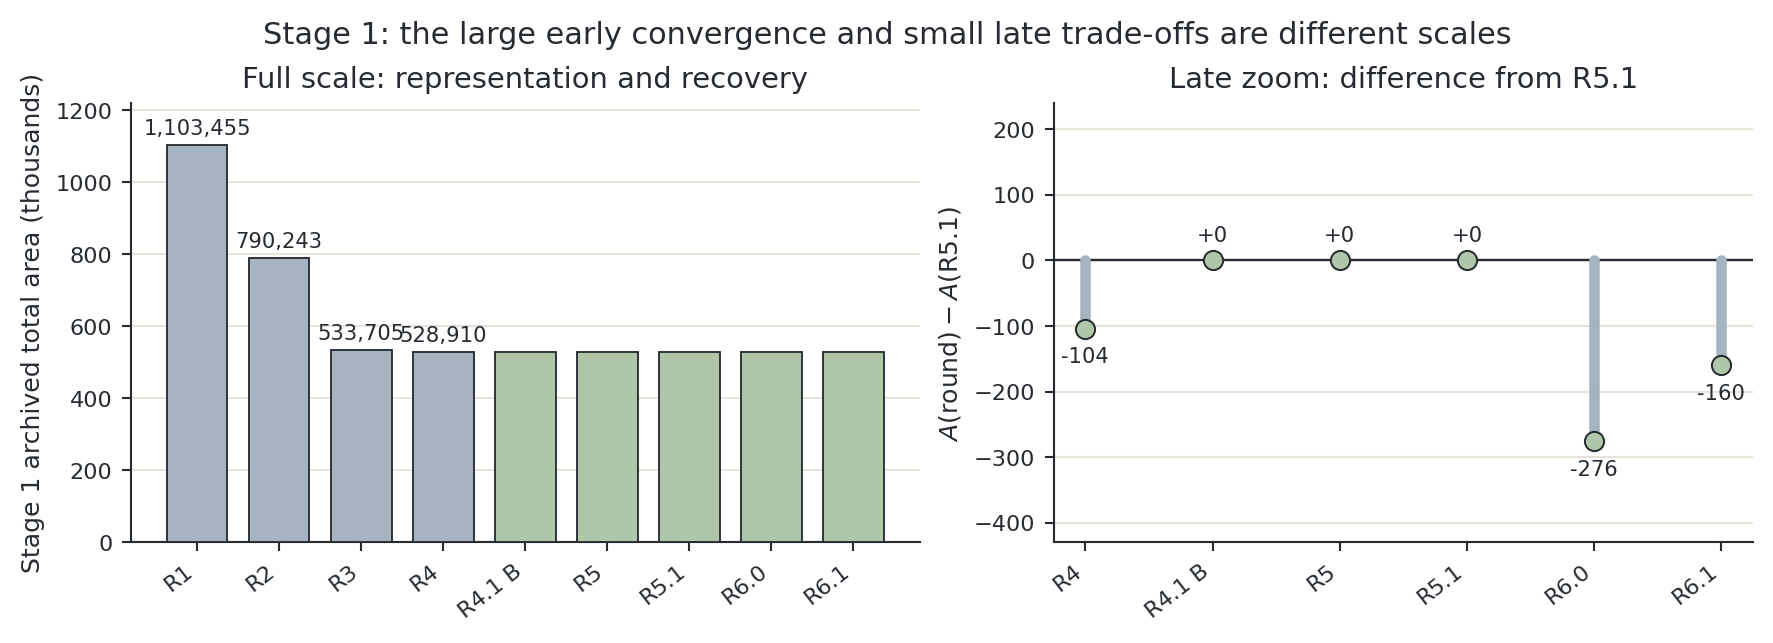 Stage 1: the large early convergence and small late trade-offs are different scales
Full scale: representation and recovery
Stage 1 archived total area (thousands)
1200
1000
800
600
400
200
0
1,103,455
790,243
533,705
528,910
R1
R2
R3
R4
R4.1 B
R5
R5.1
R6.0
R6.1
Late zoom: difference from R5.1
A(round) − A(R5.1)
200
100
0
−100
−200
−300
−400
-104
+0
+0
+0
-276
-160
R4
R4.1 B
R5
R5.1
R6.0
R6.1